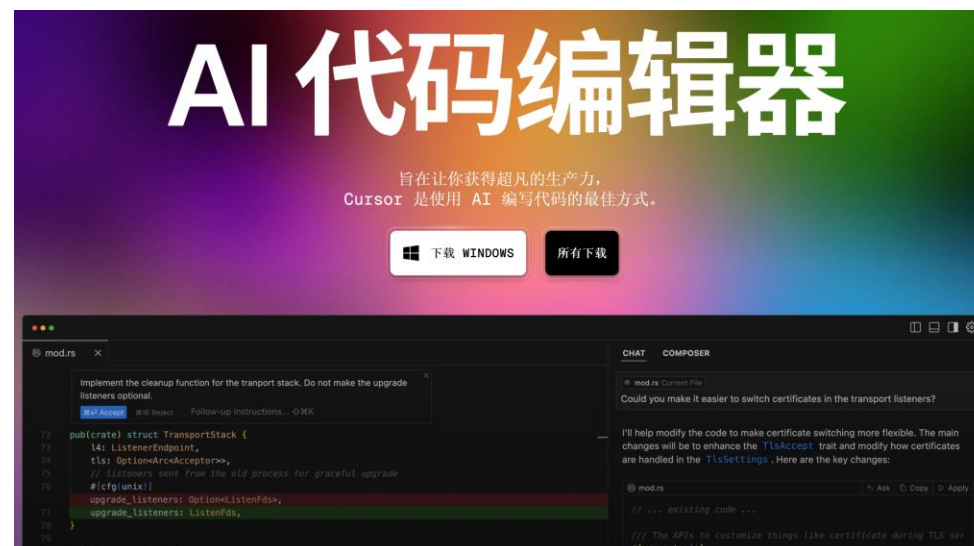 AI 代码编辑器
旨在让你获得超凡的生产力，
Cursor 是使用 AI 编写代码的最佳方式。
下载 WINDOWS
所有下载
mod.rs
Implement the cleanup function for the tranport stack. Do not make the upgrade
listeners optional.
Accept
Reject
Follow-up instructions...
72 pub(crate) struct TransportStack {
73 l4: ListenerEndpoint,
74 tls: Option<Arc<Acceptor>>,
75 // listeners sent from the old process for graceful upgrade
76 #[cfg(unix)]
upgrade_listeners: Option<ListenFds>,
77 upgrade_listeners: ListenFds,
78 }
79
CHAT COMPOSER
mod.rs Current File
Could you make it easier to switch certificates in the transport listeners?
I'll help modify the code to make certificate switching more flexible. The main
changes will be to enhance the TlsAccept trait and modify how certificates
are handled in the TlsSettings . Here are the key changes:
mod.rs Ask Copy Apply
// ... existing code ...
/// The APIs to customize things like certificate during TLS ser